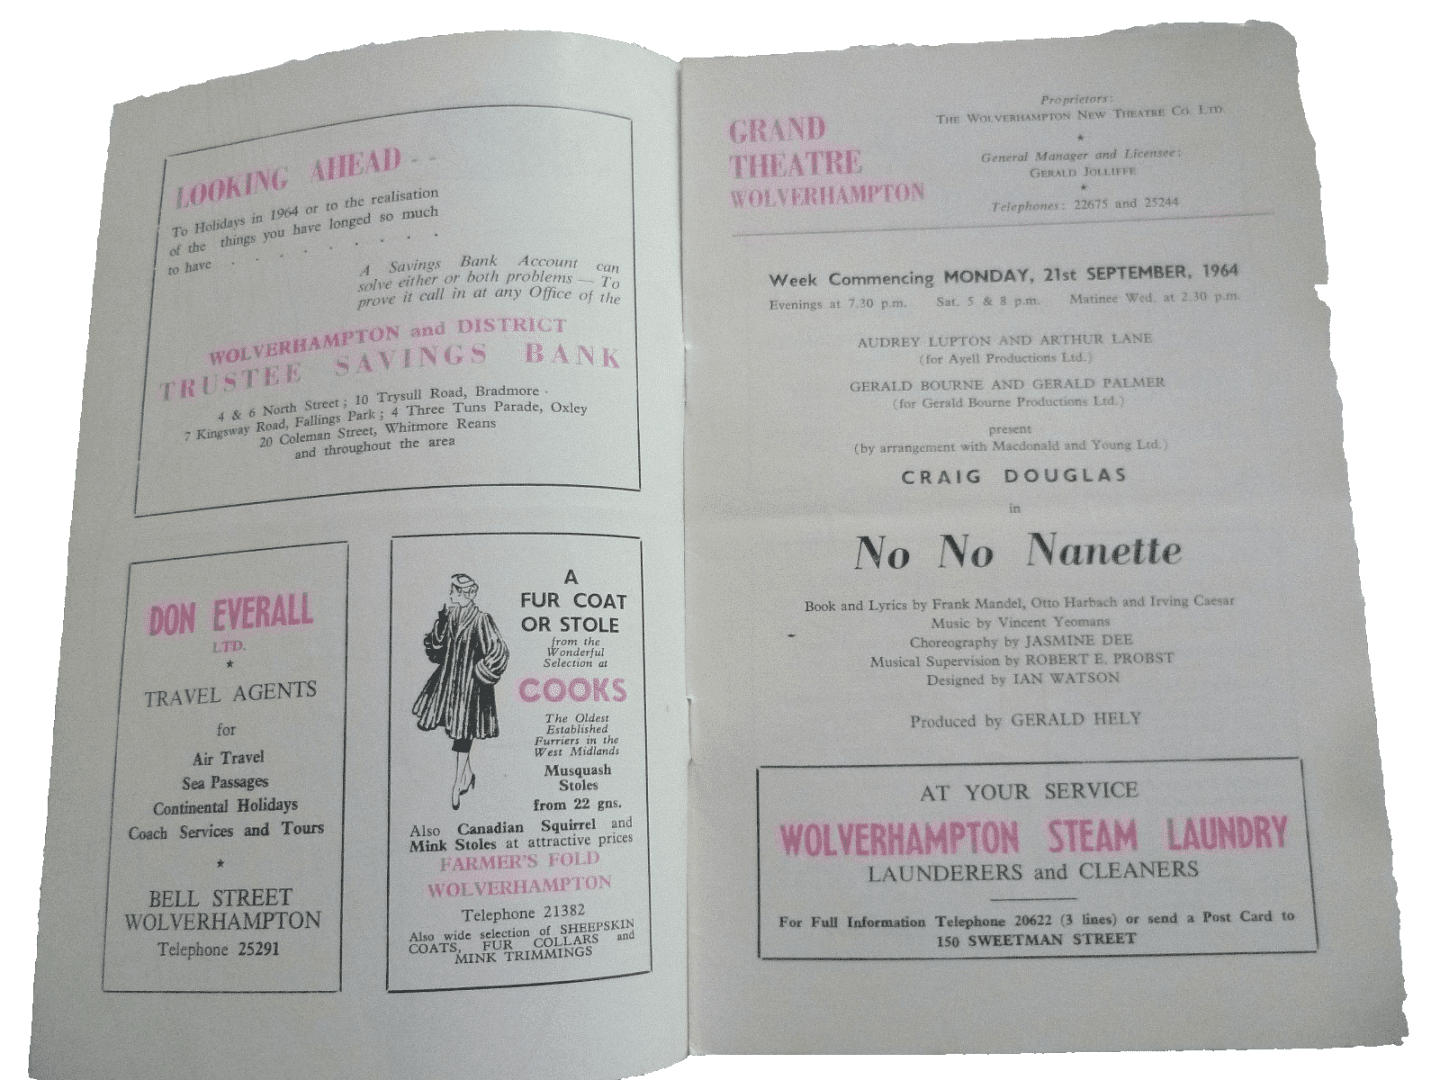 LOOKING AHEAD - -
To Holidays in 1964 or to the realisation
of the things you have longed so much
to have . . . . . . .
A Savings Bank Account can
solve either or both problems — To
prove it call in at any Office of the
WOLVERHAMPTON and DISTRICT
TRUSTEE SAVINGS BANK
4 & 6 North Street; 10 Trysull Road, Bradmore
7 Kingsway Road, Fallings Park; 4 Three Tuns Parade, Oxley
20 Coleman Street, Whitmore Reans
and throughout the area
DON EVERALL
LTD.
★
TRAVEL AGENTS
for
Air Travel
Sea Passages
Continental Holidays
Coach Services and Tours
★
BELL STREET
WOLVERHAMPTON
Telephone 25291
A
FUR COAT
OR STOLE
from the
Wonderful
Selection at
COOKS
The Oldest
Established
Furriers in the
West Midlands
Musquash
Stoles
from 22 gns.
Also Canadian Squirrel and
Mink Stoles at attractive prices
FARMER'S FOLD
WOLVERHAMPTON
Telephone 21382
Also wide selection of SHEEPSKIN
COATS, FUR COLLARS and
MINK TRIMMINGS
GRAND
THEATRE
WOLVERHAMPTON
Proprietors:
THE WOLVERHAMPTON NEW THEATRE CO. LTD.
★
General Manager and Licensee:
GERALD JOLLIFFE
★
Telephones: 22675 and 25244
Week Commencing MONDAY, 21st SEPTEMBER, 1964
Evenings at 7.30 p.m. Sat. 5 & 8 p.m. Matinee Wed. at 2.30 p.m.
AUDREY LUPTON AND ARTHUR LANE
(for Ayell Productions Ltd.)
GERALD BOURNE AND GERALD PALMER
(for Gerald Bourne Productions Ltd.)
present
(by arrangement with Macdonald and Young Ltd.)
CRAIG DOUGLAS
in
No No Nanette
Book and Lyrics by Frank Mandel, Otto Harbach and Irving Caesar
Music by Vincent Yeomans
Choreography by JASMINE DEE
Musical Supervision by ROBERT E. PROBST
Designed by IAN WATSON
Produced by GERALD HELY
AT YOUR SERVICE
WOLVERHAMPTON STEAM LAUNDRY
LAUNDERERS and CLEANERS
For Full Information Telephone 20622 (3 lines) or send a Post Card to
150 SWEETMAN STREET